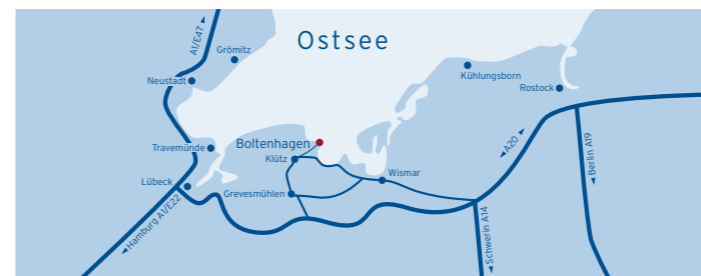 Ostsee
A1/E47
Grömitz
Neustadt
Kühlungsborn
Rostock
Travemünde
Boltenhagen
Klütz
Lübeck
Grevesmühlen
Wismar
A20
Berlin A19
Hamburg A1/E22
Schwerin A14